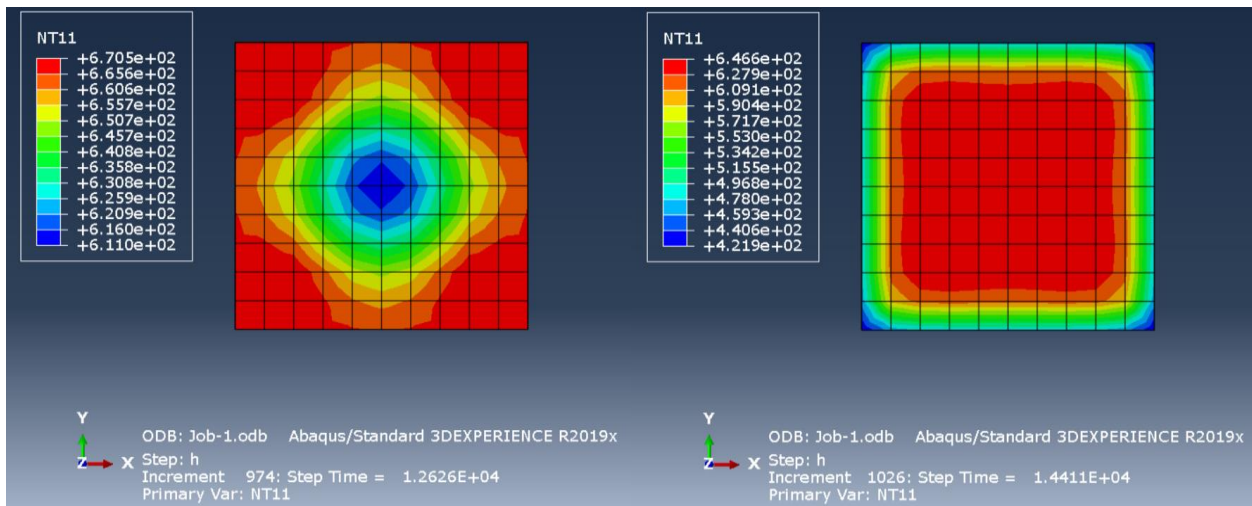 NT11
+6.705e+02
+6.656e+02
+6.606e+02
+6.557e+02
+6.507e+02
+6.457e+02
+6.408e+02
+6.358e+02
+6.308e+02
+6.259e+02
+6.209e+02
+6.160e+02
+6.110e+02
Y
Z X
ODB: Job-1.odb Abaqus/Standard 3DEXPERIENCE R2019x
Step: h
Increment 974: Step Time = 1.2626E+04
Primary Var: NT11
NT11
+6.466e+02
+6.279e+02
+6.091e+02
+5.904e+02
+5.717e+02
+5.530e+02
+5.342e+02
+5.155e+02
+4.968e+02
+4.780e+02
+4.593e+02
+4.406e+02
+4.219e+02
Y
Z X
ODB: Job-1.odb Abaqus/Standard 3DEXPERIENCE R2019x
Step: h
Increment 1026: Step Time = 1.4411E+04
Primary Var: NT11